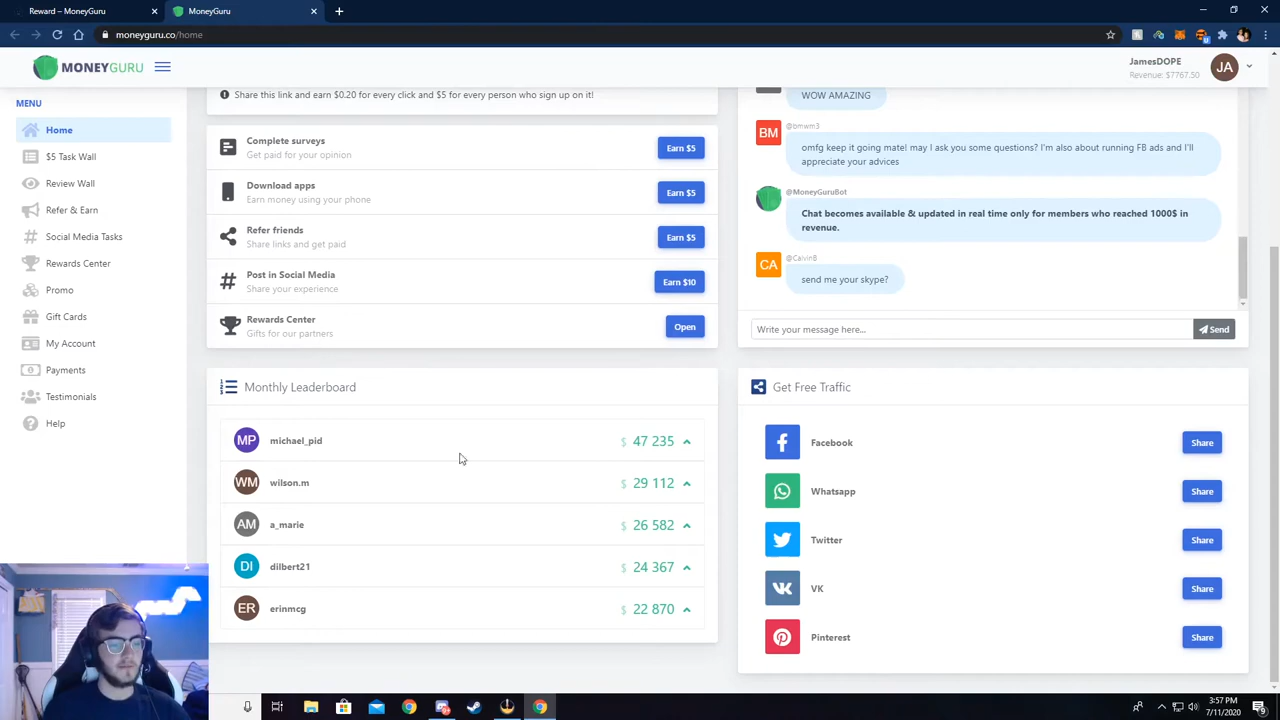 Reward – MoneyGuru
MoneyGuru
moneyguru.co/home
MONEYGURU
JamesDOPE
Revenue: $7767.50
JA
MENU
Home
$5 Task Wall
Review Wall
Refer & Earn
Social Media Tasks
Rewards Center
Promo
Gift Cards
My Account
Payments
Testimonials
Help
Share this link and earn $0.20 for every click and $5 for every person who sign up on it!
Complete surveys
Get paid for your opinion
Earn $5
Download apps
Earn money using your phone
Earn $5
Refer friends
Share links and get paid
Earn $5
Post in Social Media
Share your experience
Earn $10
Rewards Center
Gifts for our partners
Open
WOW AMAZING
BM
@bmwm3
omfg keep it going mate! may I ask you some questions? I'm also about running FB ads and I'll
appreciate your advices
@MoneyGuruBot
Chat becomes available & updated in real time only for members who reached 1000$ in
revenue.
CA
@CalvinB
send me your skype?
Write your message here...
Send
Monthly Leaderboard
MP
michael_pid
$ 47 235
WM
wilson.m
$ 29 112
AM
a_marie
$ 26 582
DI
dilbert21
$ 24 367
ER
erinmcg
$ 22 870
Get Free Traffic
Facebook
Share
Whatsapp
Share
Twitter
Share
VK
Share
Pinterest
Share
3:57 PM
7/11/2020